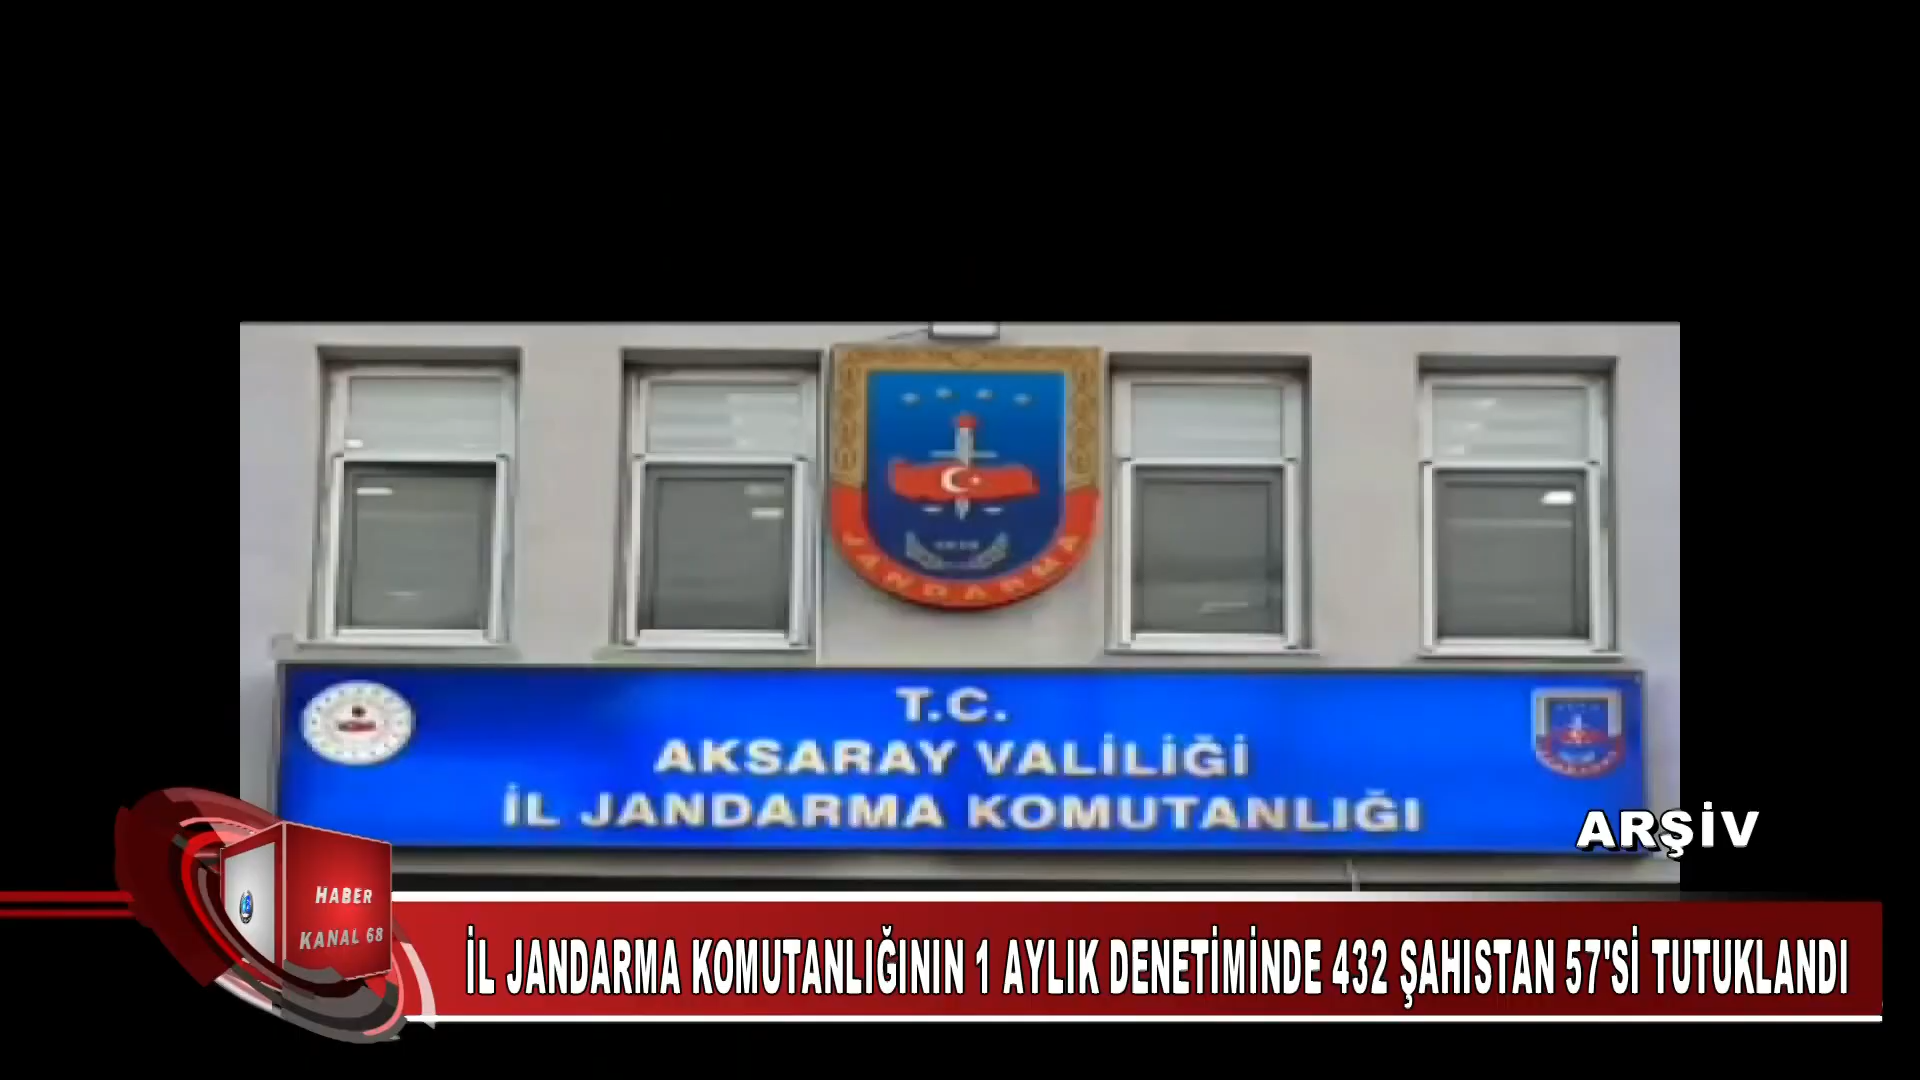 JANDARMA
T.C.
AKSARAY VALİLİĞİ
İL JANDARMA KOMUTANLIĞI
ARŞİV
HABER
KANAL 68
İL JANDARMA KOMUTANLIĞININ 1 AYLIK DENETİMİNDE 432 ŞAHISTAN 57'Sİ TUTUKLANDI